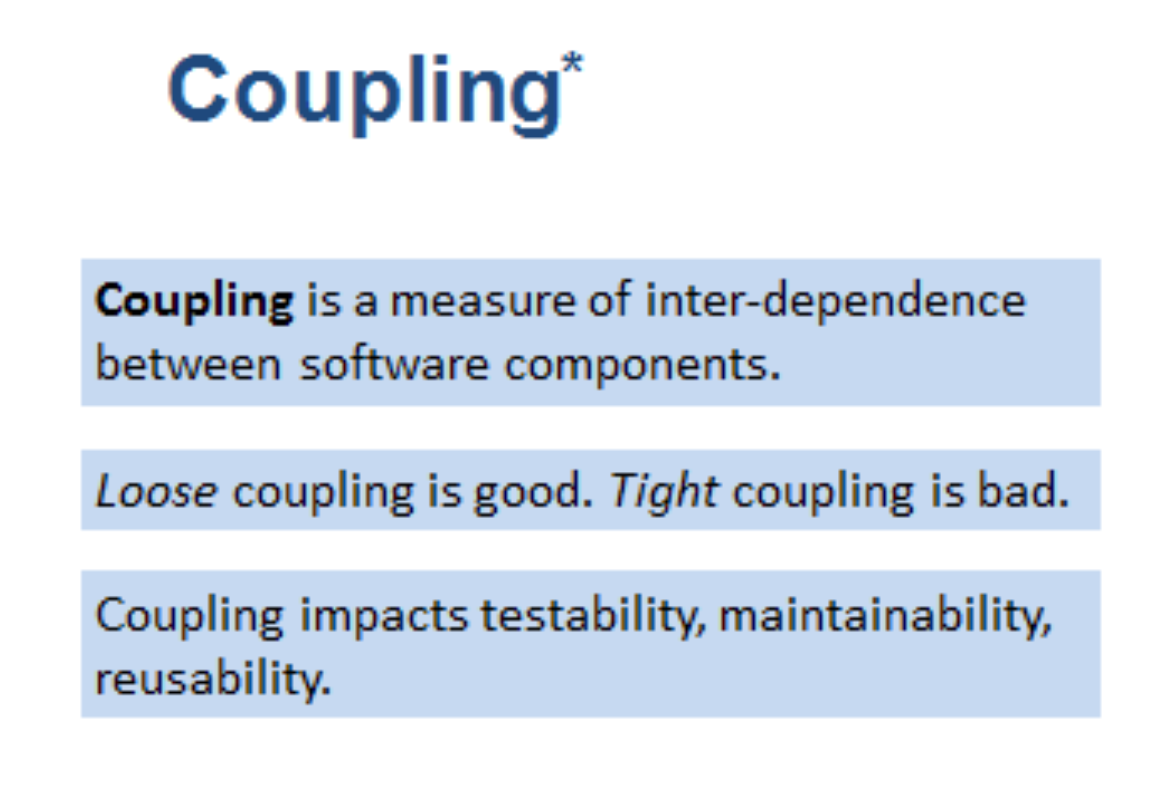 Coupling*
Coupling is a measure of inter-dependence
between software components.
Loose coupling is good. Tight coupling is bad.
Coupling impacts testability, maintainability,
reusability.